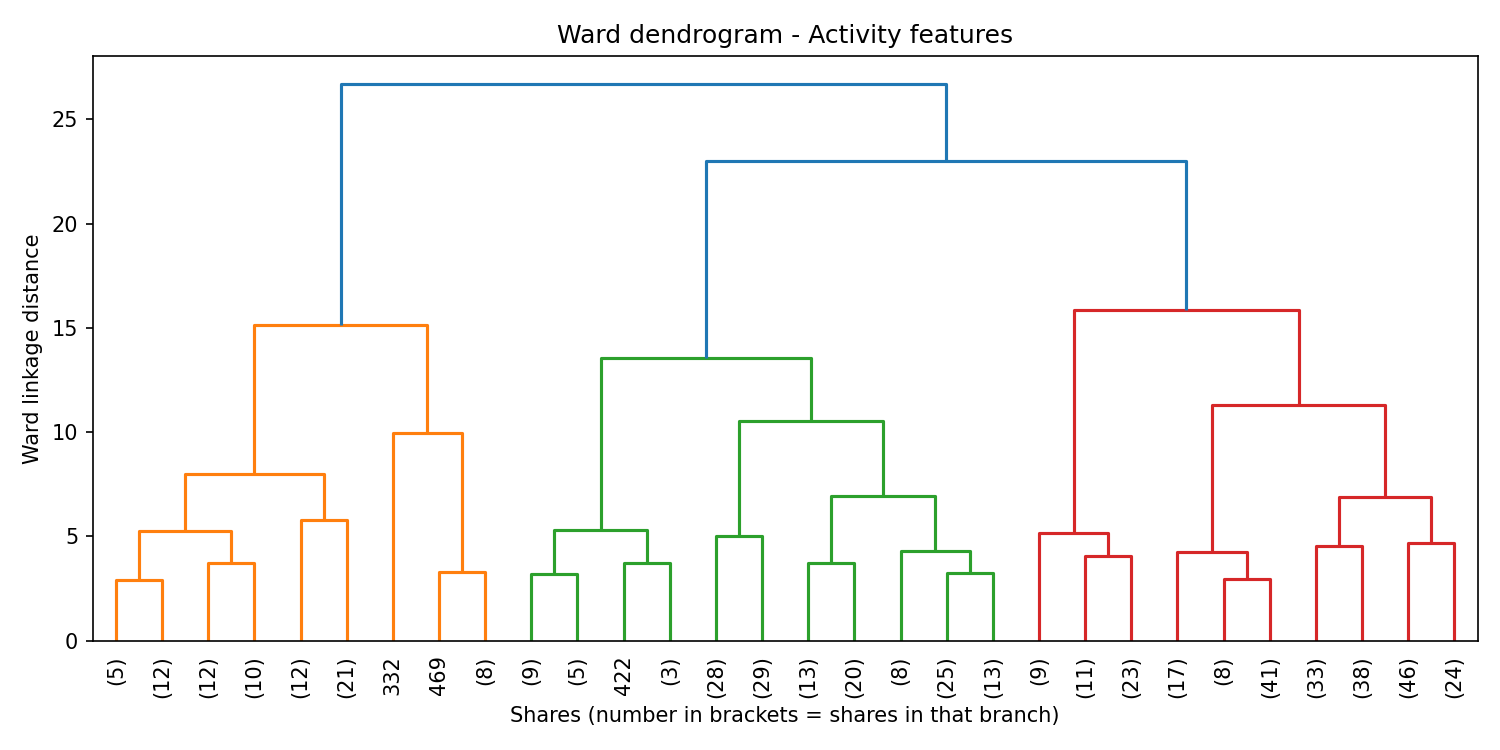 Ward dendrogram - Activity features
Ward linkage distance
25
20
15
10
5
0
(5) (12) (12) (10) (12) (21) 332 469 (8) (9) (5) 422 (3) (28) (29) (13) (20) (8) (25) (13) (9) (11) (23) (17) (8) (41) (33) (38) (46) (24)
Shares (number in brackets = shares in that branch)